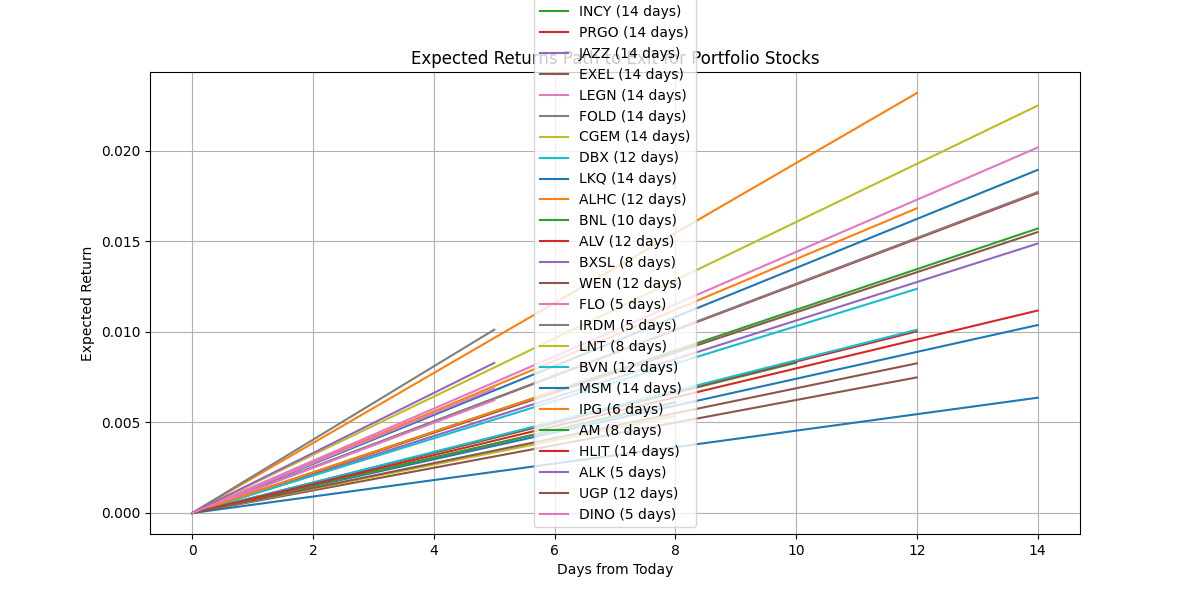 INCY (14 days)
PRGO (14 days)
JAZZ (14 days)
Expected Returns Path to Exit for Portfolio Stocks
EXEL (14 days)
LEGN (14 days)
FOLD (14 days)
CGEM (14 days)
DBX (12 days)
LKQ (14 days)
ALHC (12 days)
BNL (10 days)
ALV (12 days)
BXSL (8 days)
WEN (12 days)
FLO (5 days)
IRDM (5 days)
LNT (8 days)
BVN (12 days)
MSM (14 days)
IPG (6 days)
AM (8 days)
HLIT (14 days)
ALK (5 days)
UGP (12 days)
DINO (5 days)
0.020
0.015
0.010
0.005
0.000
Expected Return
0 2 4 6 8 10 12 14
Days from Today